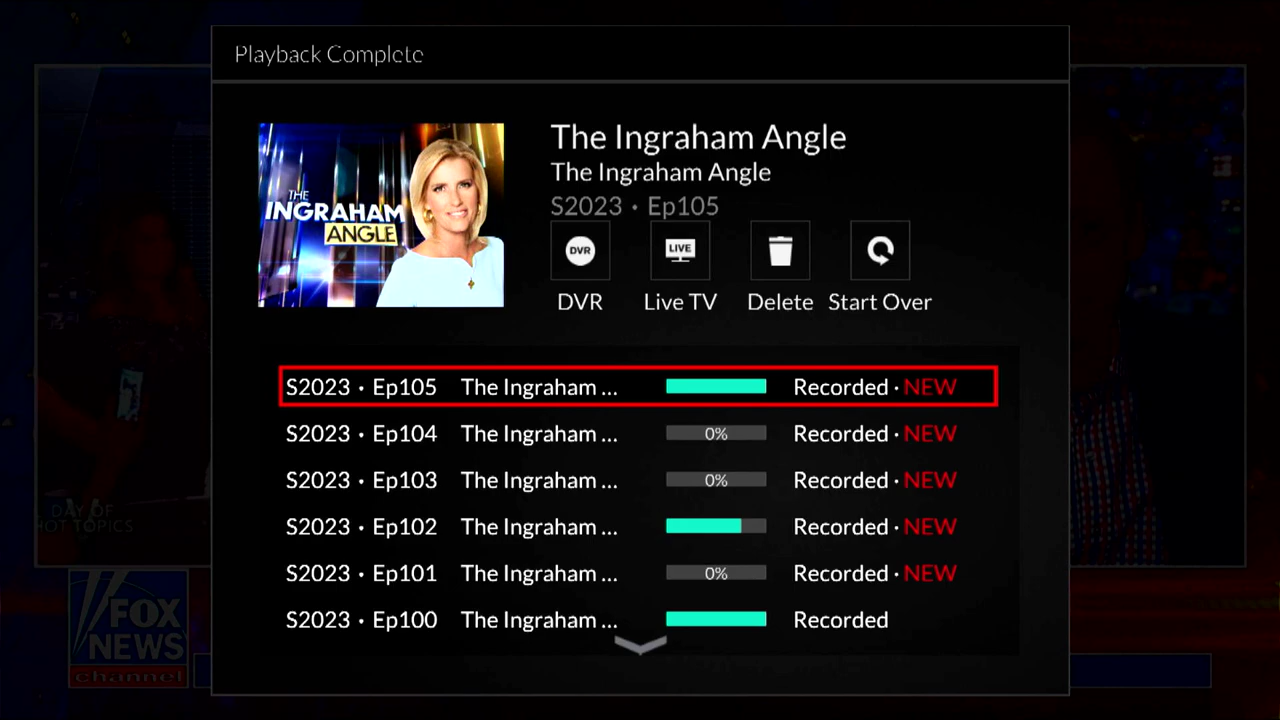 Playback Complete
THE
INGRAHAM
ANGLE
The Ingraham Angle
The Ingraham Angle
S2023 • Ep105
DVR
LIVE
DVR Live TV Delete Start Over
S2023 • Ep105 The Ingraham ... Recorded · NEW
S2023 • Ep104 The Ingraham ... 0% Recorded · NEW
S2023 • Ep103 The Ingraham ... 0% Recorded · NEW
S2023 • Ep102 The Ingraham ... Recorded · NEW
S2023 • Ep101 The Ingraham ... 0% Recorded · NEW
S2023 • Ep100 The Ingraham ... Recorded
DAY OF
HOT TOPICS
FOX
NEWS
channel